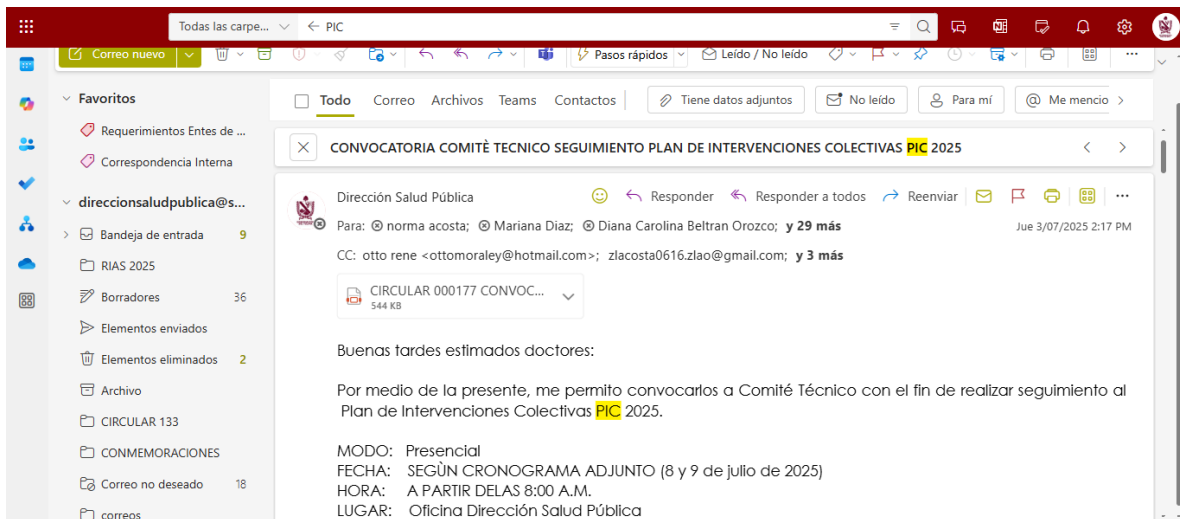 Todas las carpe... PIC
Correo nuevo Pasos rápidos Leído / No leído
Favoritos
Requerimientos Entes de ...
Correspondencia Interna
direccionsaludpublica@s...
Bandeja de entrada 9
RIAS 2025
Borradores 36
Elementos enviados
Elementos eliminados 2
Archivo
CIRCULAR 133
CONMEMORACIONES
Correo no deseado 18
correos
Todo Correo Archivos Teams Contactos Tiene datos adjuntos No leído Para mí @ Me mencio
CONVOCATORIA COMITÈ TECNICO SEGUIMIENTO PLAN DE INTERVENCIONES COLECTIVAS PIC 2025
Dirección Salud Pública Responder Responder a todos Reenviar
Para: norma acosta; Mariana Diaz; Diana Carolina Beltran Orozco; y 29 más Jue 3/07/2025 2:17 PM
CC: otto rene <ottomoraley@hotmail.com>; zlacosta0616.zlao@gmail.com; y 3 más
CIRCULAR 000177 CONVOC...
544 KB
Buenas tardes estimados doctores:
Por medio de la presente, me permito convocarlos a Comité Técnico con el fin de realizar seguimiento al
Plan de Intervenciones Colectivas PIC 2025.
MODO: Presencial
FECHA: SEGÙN CRONOGRAMA ADJUNTO (8 y 9 de julio de 2025)
HORA: A PARTIR DELAS 8:00 A.M.
LUGAR: Oficina Dirección Salud Pública